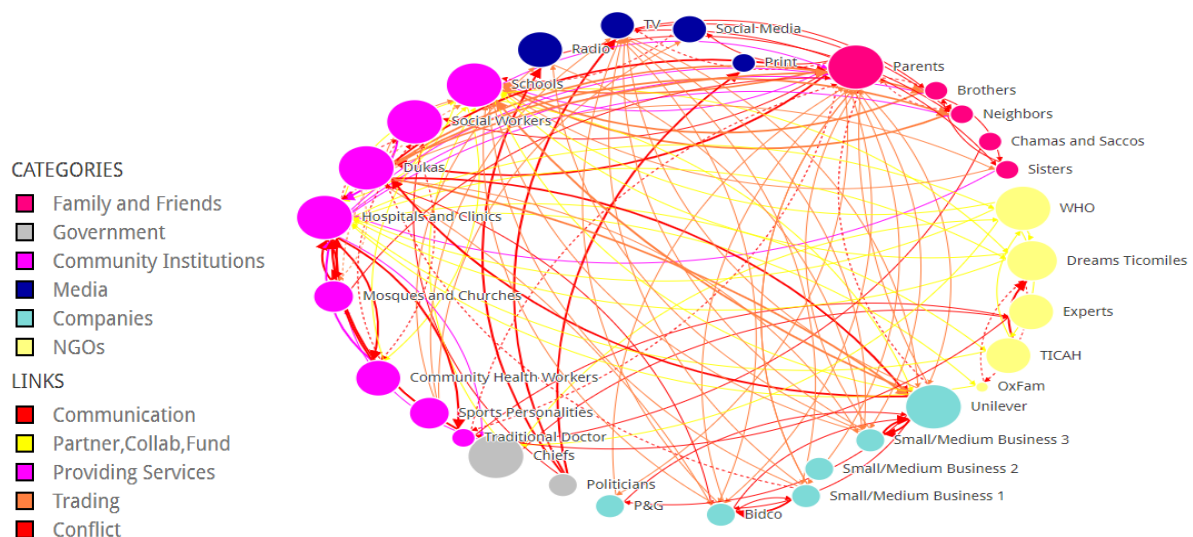 TV
Social Media
Radio
Print
Parents
Schools
Brothers
Neighbors
Social Workers
Chamas and Saccos
CATEGORIES
Dukas
Sisters
Family and Friends
Hospitals and Clinics
WHO
Government
Community Institutions
Dreams Ticomiles
Media
Mosques and Churches
Experts
Companies
NGOs
TICAH
LINKS
Community Health Workers
OxFam
Unilever
Communication
Sports Personalities
Partner,Collab,Fund
Traditional Doctor
Small/Medium Business 3
Chiefs
Providing Services
Small/Medium Business 2
Politicians
Small/Medium Business 1
Trading
P&G
Bidco
Conflict